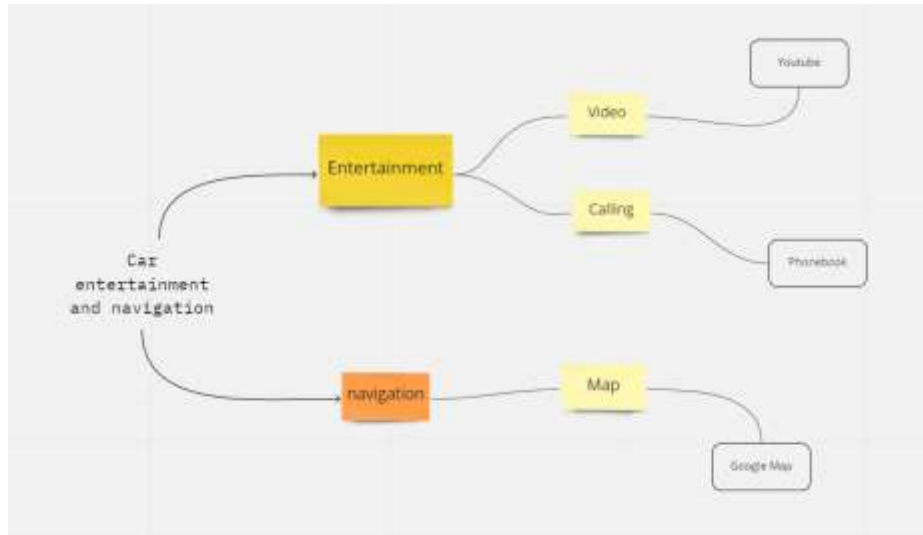 Youtube
Video
Entertainment
Calling
Car
entertainment
and navigation
Phonebook
navigation
Map
Google Map